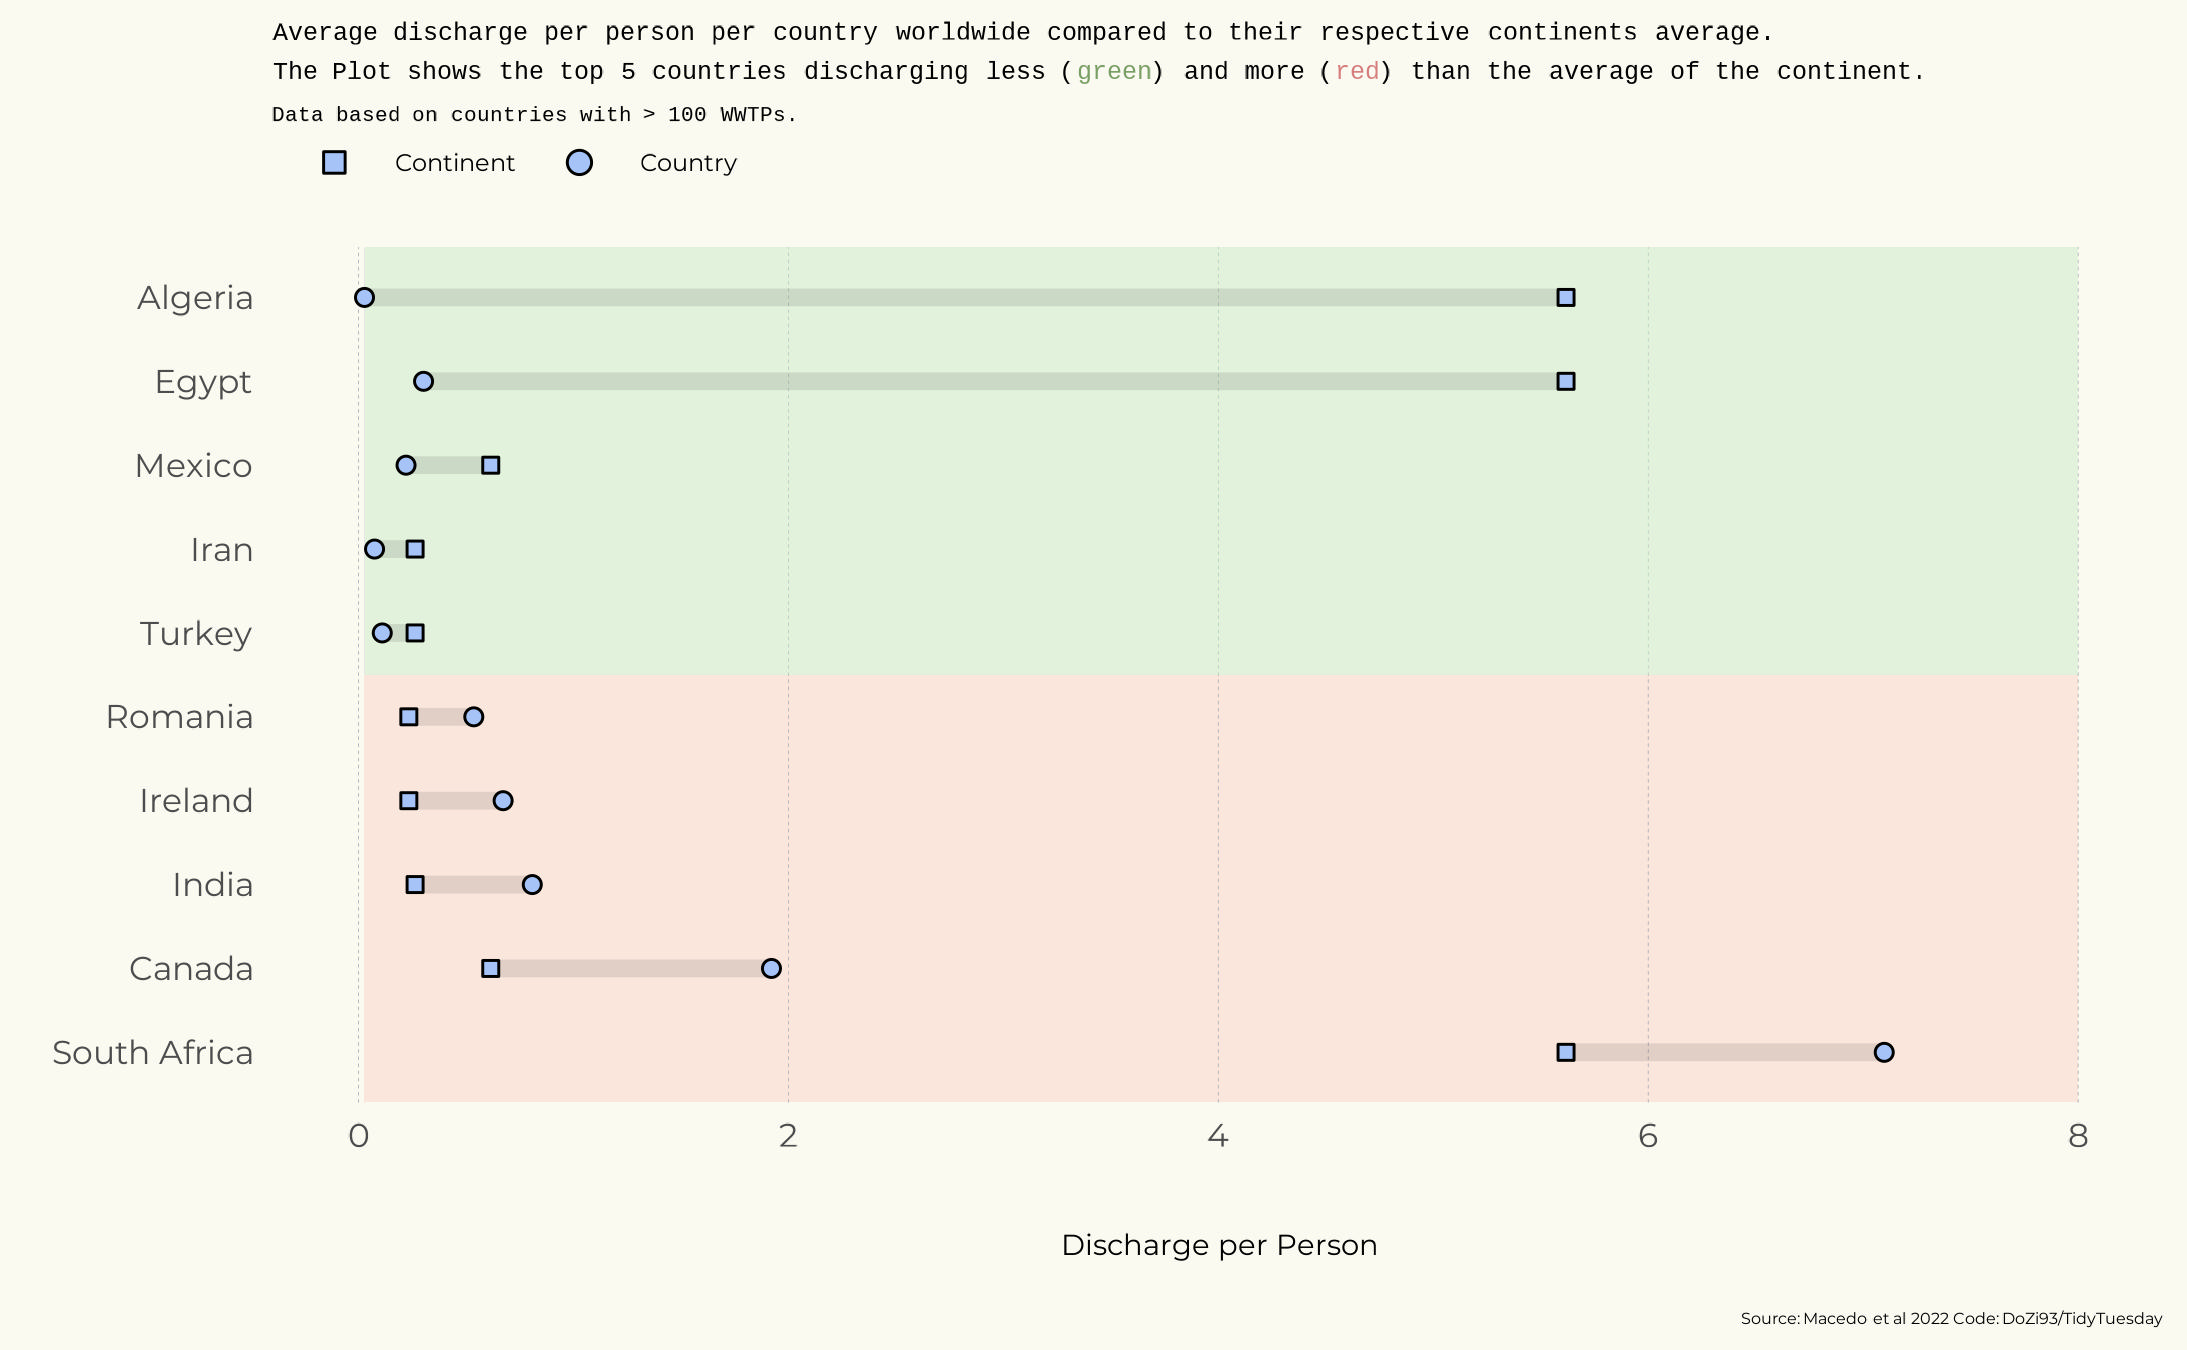 Average discharge per person per country worldwide compared to their respective continents average.
The Plot shows the top 5 countries discharging less (green) and more (red) than the average of the continent.
Data based on countries with > 100 WWTPs.
Continent Country
Algeria
Egypt
Mexico
Iran
Turkey
Romania
Ireland
India
Canada
South Africa
0 2 4 6 8
Discharge per Person
Source: Macedo et al 2022 Code: DoZi93/TidyTuesday